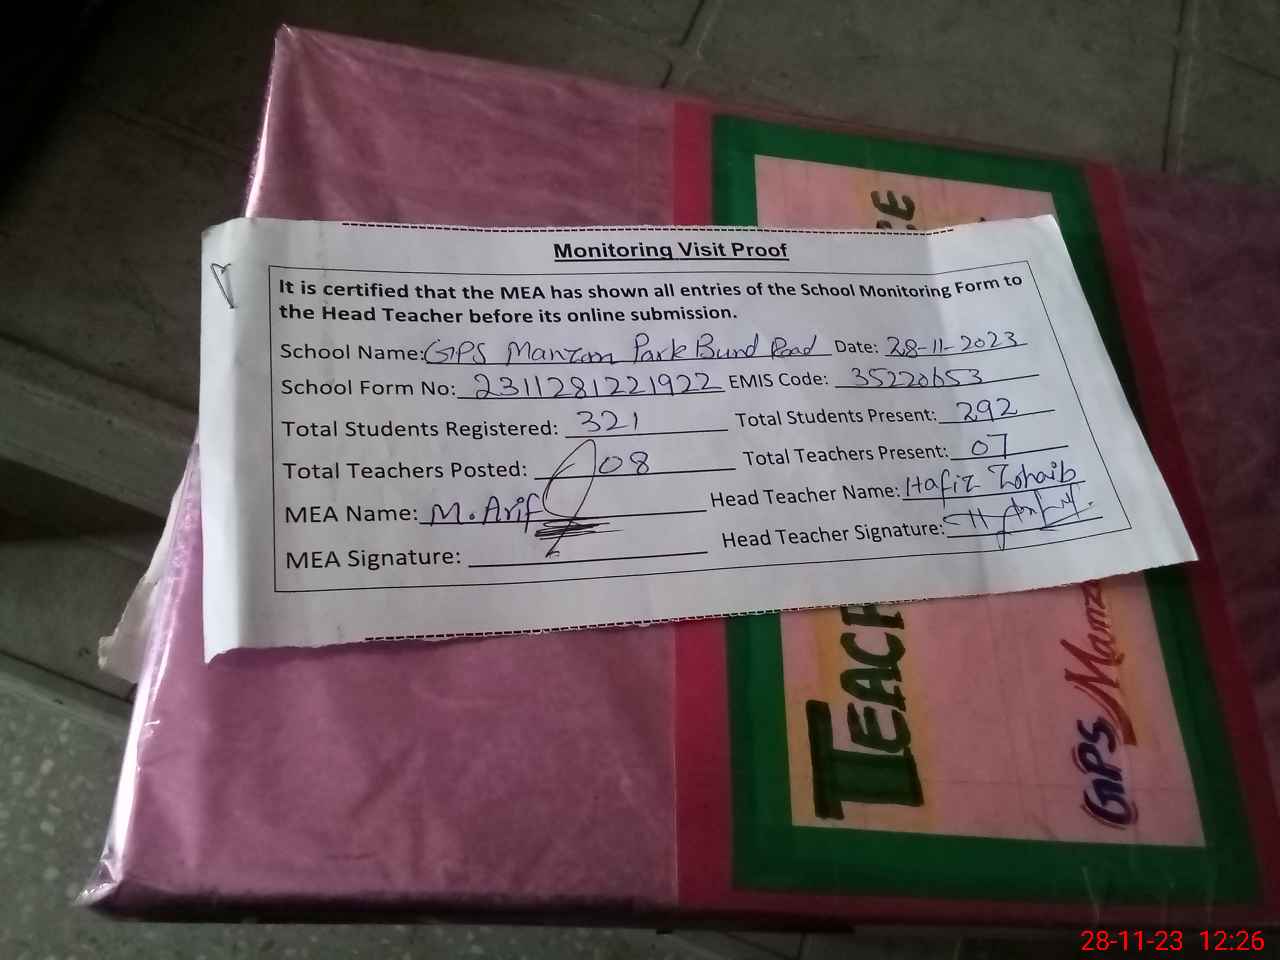 Monitoring Visit Proof
It is certified that the MEA has shown all entries of the School Monitoring Form to
the Head Teacher before its online submission.
School Name: GPS Manzoor Park Bund Road Date: 28-11-2023
School Form No: 2311281221922 EMIS Code: 35220653
Total Students Registered: 321 Total Students Present: 292
Total Teachers Posted: 08 Total Teachers Present: 07
MEA Name: M. Arif Head Teacher Name: Hafiz Zohaib
MEA Signature: Head Teacher Signature:
TEACH
GPS Manz
28-11-23 12:26